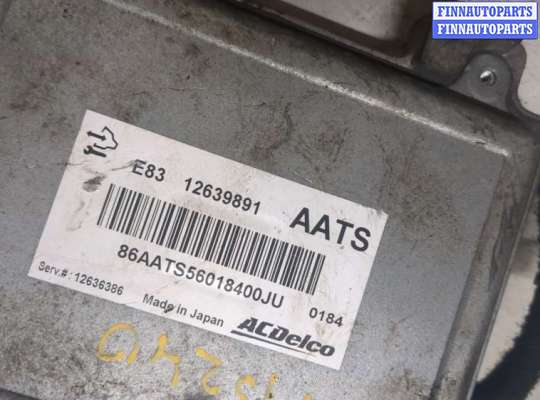 FINNAUTOPARTS
FINNAUTOPARTS
E83 12639891 AATS
86AATS56018400JU 0184
Serv.#: 12636386 Made in Japan ACDelco